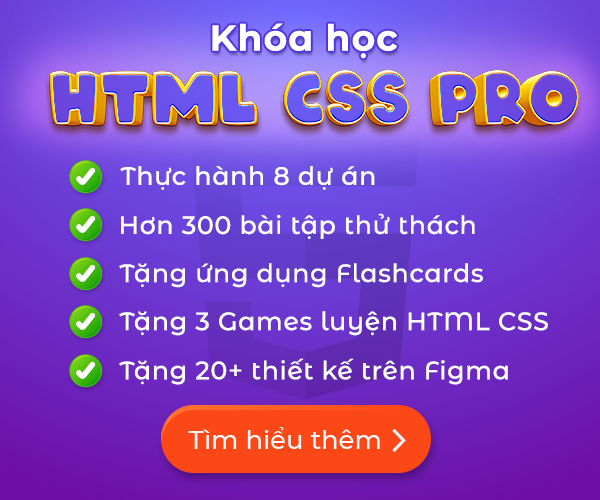 Khóa học
HTML CSS PRO
Thực hành 8 dự án
Hơn 300 bài tập thử thách
Tặng ứng dụng Flashcards
Tặng 3 Games luyện HTML CSS
Tặng 20+ thiết kế trên Figma
Tìm hiểu thêm